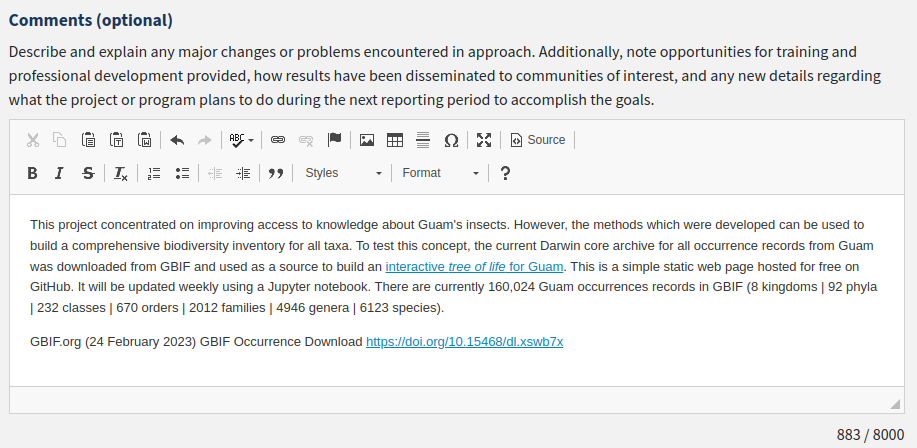 Comments (optional)
Describe and explain any major changes or problems encountered in approach. Additionally, note opportunities for training and
professional development provided, how results have been disseminated to communities of interest, and any new details regarding
what the project or program plans to do during the next reporting period to accomplish the goals.
ABC
Source
B I S Tx
Styles
Format
?
This project concentrated on improving access to knowledge about Guam's insects. However, the methods which were developed can be used to
build a comprehensive biodiversity inventory for all taxa. To test this concept, the current Darwin core archive for all occurrence records from Guam
was downloaded from GBIF and used as a source to build an interactive tree of life for Guam. This is a simple static web page hosted for free on
GitHub. It will be updated weekly using a Jupyter notebook. There are currently 160,024 Guam occurrences records in GBIF (8 kingdoms | 92 phyla
| 232 classes | 670 orders | 2012 families | 4946 genera | 6123 species).
GBIF.org (24 February 2023) GBIF Occurrence Download https://doi.org/10.15468/dl.xswb7x
883 / 8000